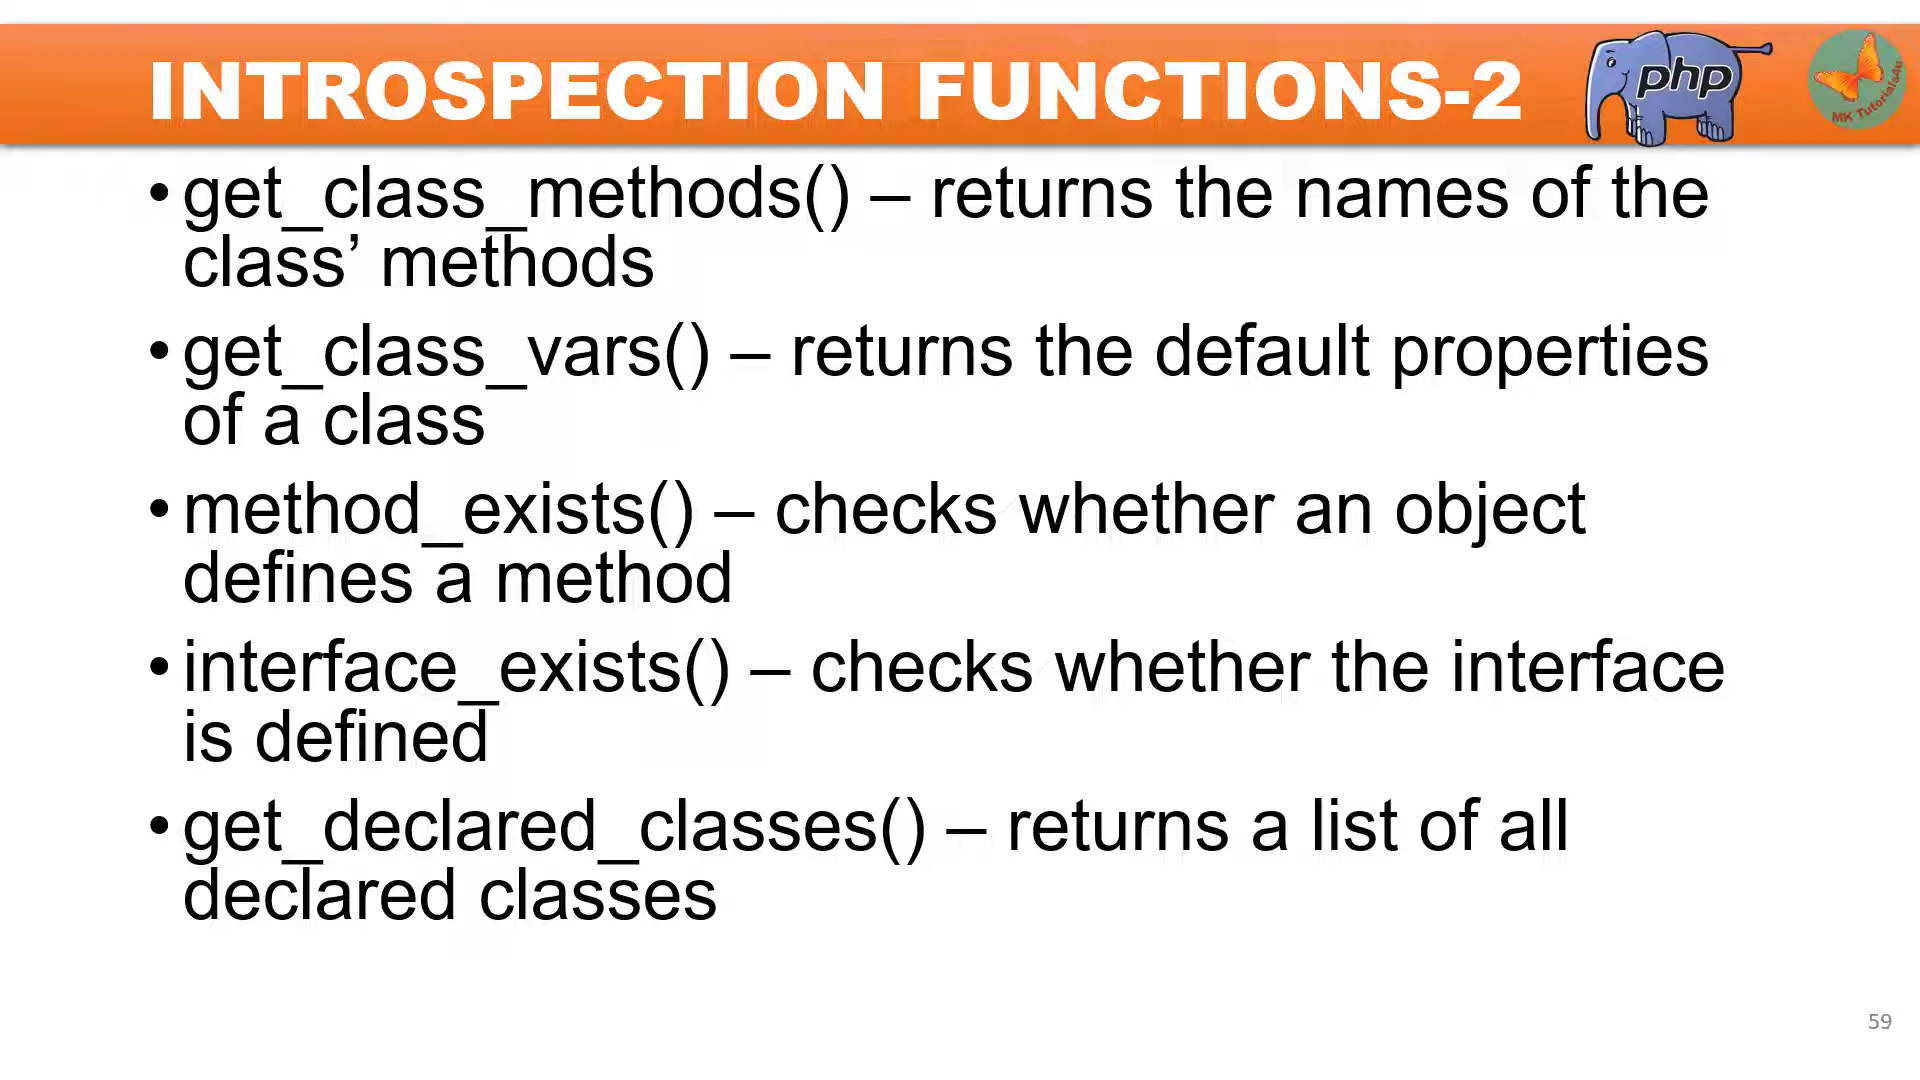 INTROSPECTION FUNCTIONS-2
php
MK Tutorials4u
•get_class_methods() – returns the names of the
class’ methods
•get_class_vars() – returns the default properties
of a class
•method_exists() – checks whether an object
defines a method
•interface_exists() – checks whether the interface
is defined
•get_declared_classes() – returns a list of all
declared classes
59